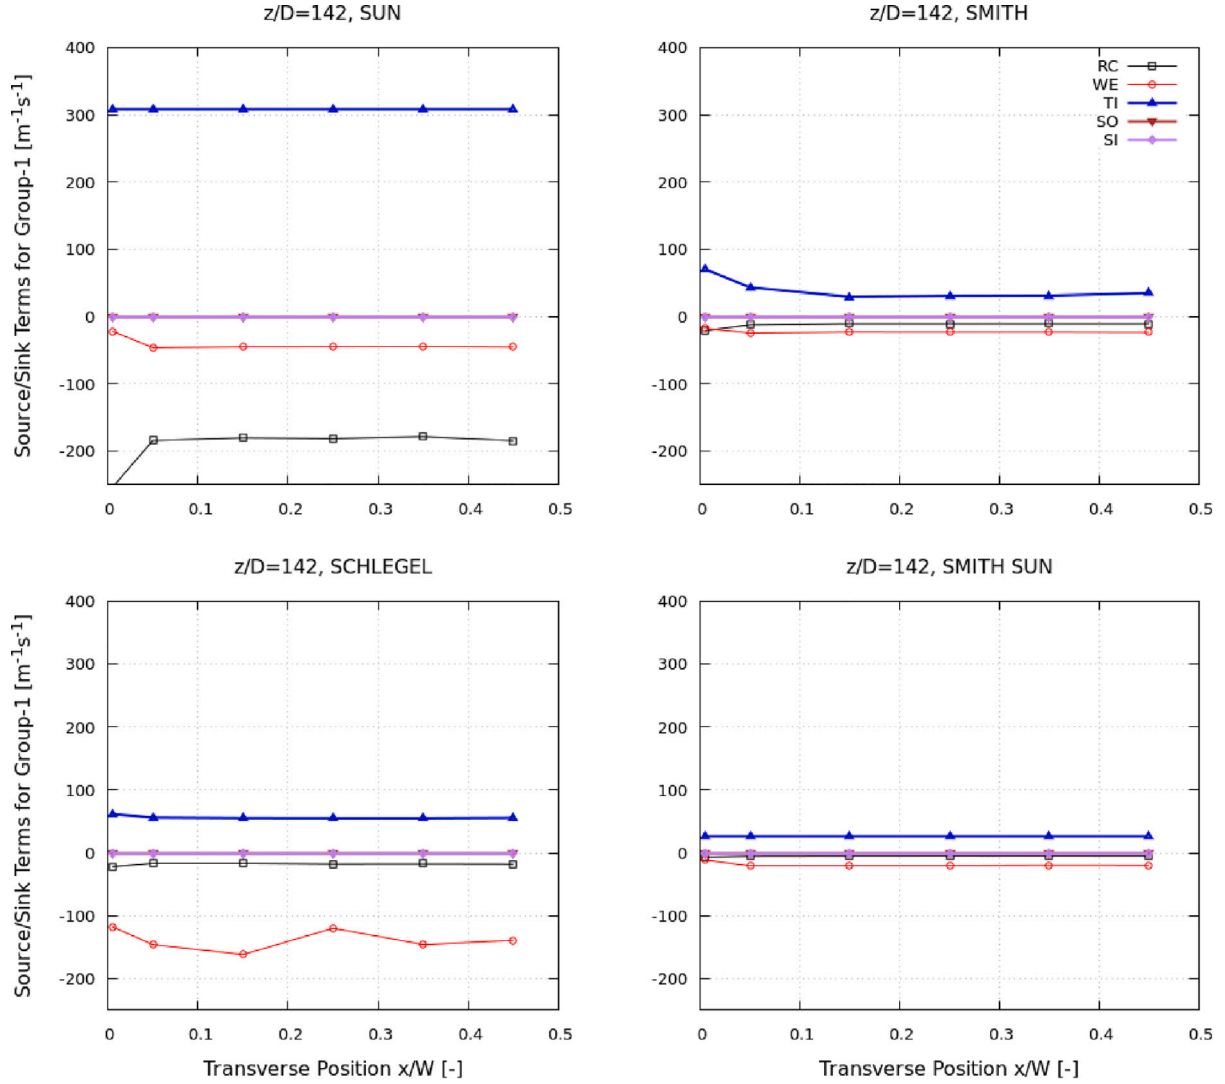 z/D=142, SUN
Source/Sink Terms for Group-1 [m⁻¹s⁻¹]
400
300
200
100
0
-100
-200
0 0.1 0.2 0.3 0.4 0.5
z/D=142, SMITH
400
300
200
100
0
-100
-200
RC
WE
TI
SO
SI
0 0.1 0.2 0.3 0.4 0.5
z/D=142, SCHLEGEL
Source/Sink Terms for Group-1 [m⁻¹s⁻¹]
400
300
200
100
0
-100
-200
0 0.1 0.2 0.3 0.4 0.5
Transverse Position x/W [-]
z/D=142, SMITH SUN
400
300
200
100
0
-100
-200
0 0.1 0.2 0.3 0.4 0.5
Transverse Position x/W [-]